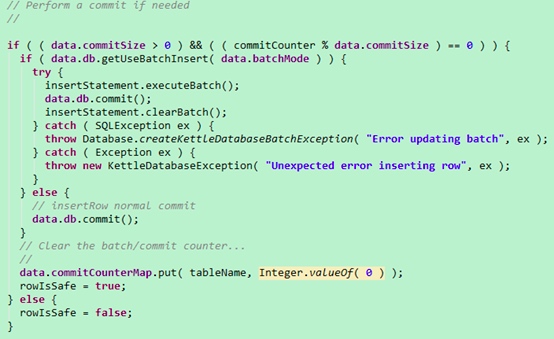 // Perform a commit if needed
//
if ( ( data.commitSize > 0 ) && ( ( commitCounter % data.commitSize ) == 0 ) ) {
if ( data.db.getUseBatchInsert( data.batchMode ) ) {
try {
insertStatement.executeBatch();
data.db.commit();
insertStatement.clearBatch();
} catch ( SQLException ex ) {
throw Database.createKettleDatabaseBatchException( "Error updating batch", ex );
} catch ( Exception ex ) {
throw new KettleDatabaseException( "Unexpected error inserting row", ex );
}
} else {
// insertRow normal commit
data.db.commit();
}
// Clear the batch/commit counter...
//
data.commitCounterMap.put( tableName, Integer.valueOf( 0 ) );
rowIsSafe = true;
} else {
rowIsSafe = false;
}